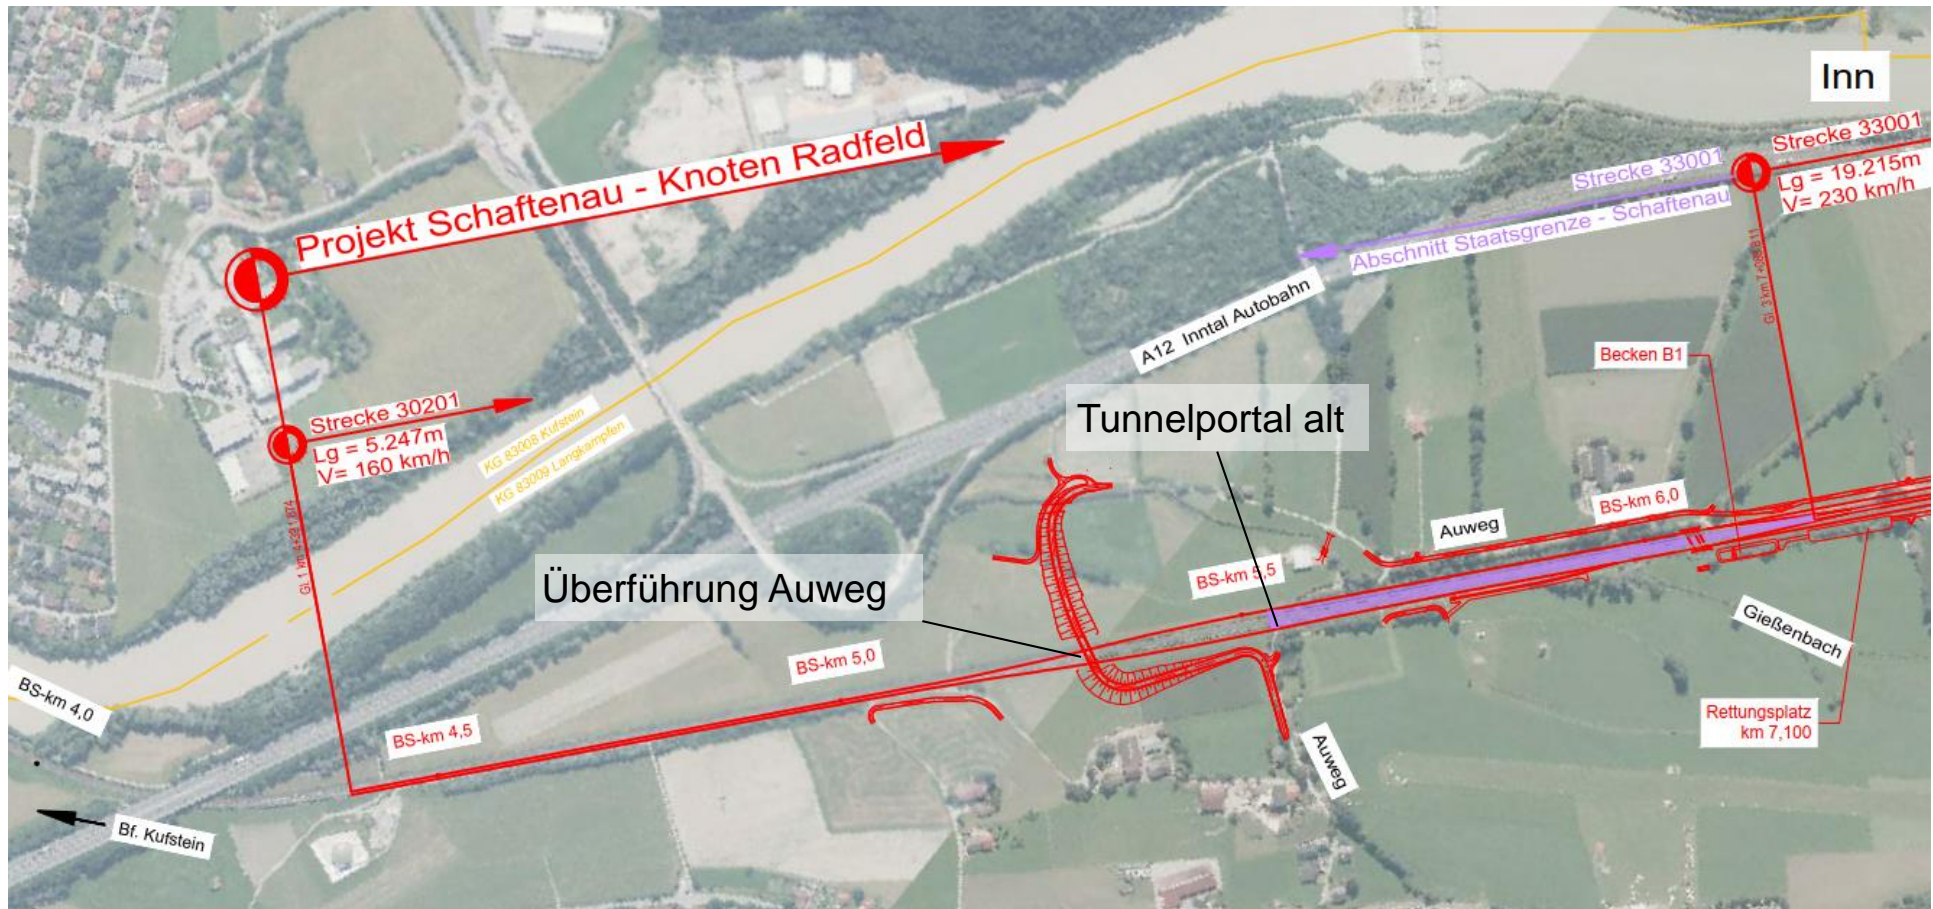 Inn
Strecke 33001
Lg = 19.215m
V= 230 km/h
Strecke 33001
Abschnitt Staatsgrenze - Schaftenau
Projekt Schaftenau - Knoten Radfeld
A12 Inntal Autobahn
Becken B1
Strecke 30201
Lg = 5.247m
V= 160 km/h
KG 83008 Kufstein
KG 83009 Langkampfen
Tunnelportal alt
BS-km 6,0
Auweg
BS-km 5,5
Überführung Auweg
Gießenbach
BS-km 5,0
BS-km 4,0
BS-km 4,5
Rettungsplatz
km 7,100
Auweg
Bf. Kufstein